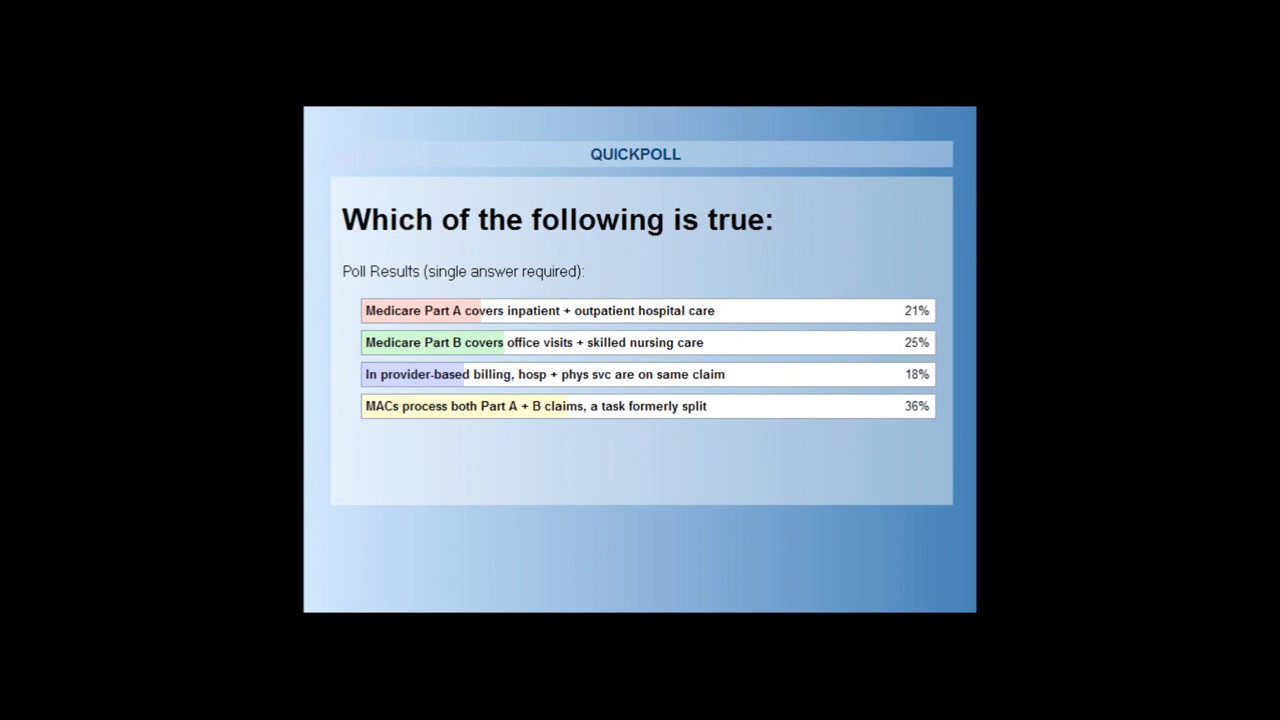 QUICKPOLL
Which of the following is true:
Poll Results (single answer required):
Medicare Part A covers inpatient + outpatient hospital care 21%
Medicare Part B covers office visits + skilled nursing care 25%
In provider-based billing, hosp + phys svc are on same claim 18%
MACs process both Part A + B claims, a task formerly split 36%